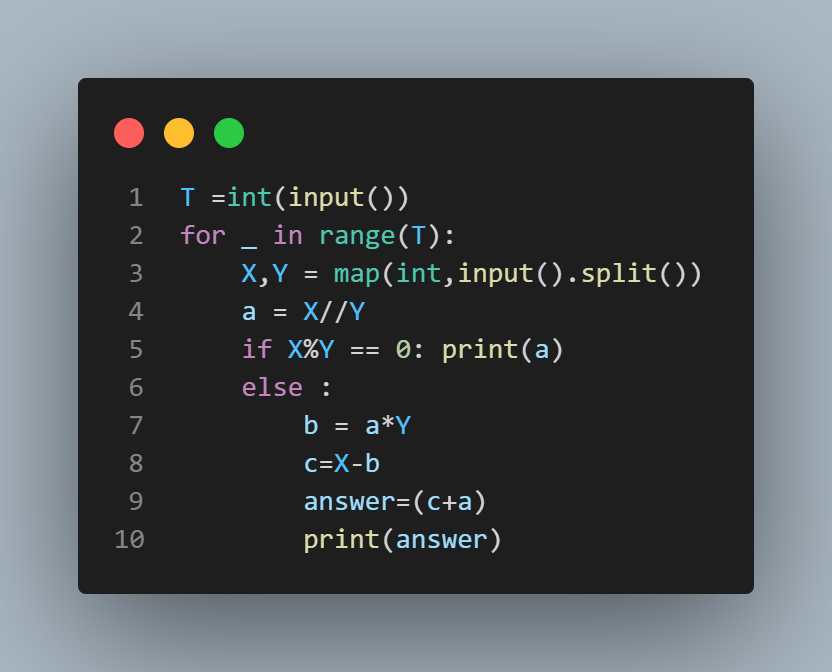 1 T =int(input())
2 for _ in range(T):
3     X,Y = map(int,input().split())
4     a = X//Y
5     if X%Y == 0: print(a)
6     else :
7         b = a*Y
8         c=X-b
9         answer=(c+a)
10         print(answer)